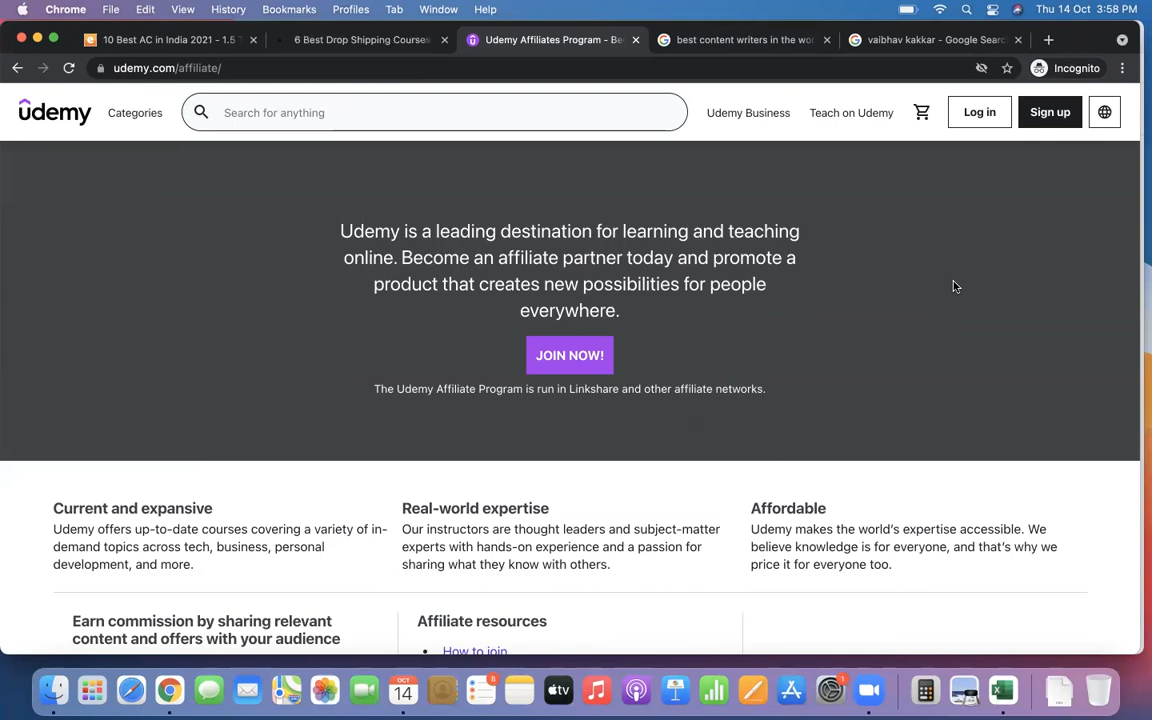 Chrome File Edit View History Bookmarks Profiles Tab Window Help Thu 14 Oct 3:58 PM
10 Best AC in India 2021 - 1.5 T
6 Best Drop Shipping Courses
Udemy Affiliates Program - Be
best content writers in the wo
vaibhav kakkar - Google Searc
udemy.com/affiliate/
Incognito
udemy Categories Search for anything Udemy Business Teach on Udemy Log in Sign up
Udemy is a leading destination for learning and teaching
online. Become an affiliate partner today and promote a
product that creates new possibilities for people
everywhere.
JOIN NOW!
The Udemy Affiliate Program is run in Linkshare and other affiliate networks.
Current and expansive
Udemy offers up-to-date courses covering a variety of in-
demand topics across tech, business, personal
development, and more.
Real-world expertise
Our instructors are thought leaders and subject-matter
experts with hands-on experience and a passion for
sharing what they know with others.
Affordable
Udemy makes the world's expertise accessible. We
believe knowledge is for everyone, and that's why we
price it for everyone too.
Earn commission by sharing relevant
content and offers with your audience
Affiliate resources
How to join
OCT
14
8
tv
1